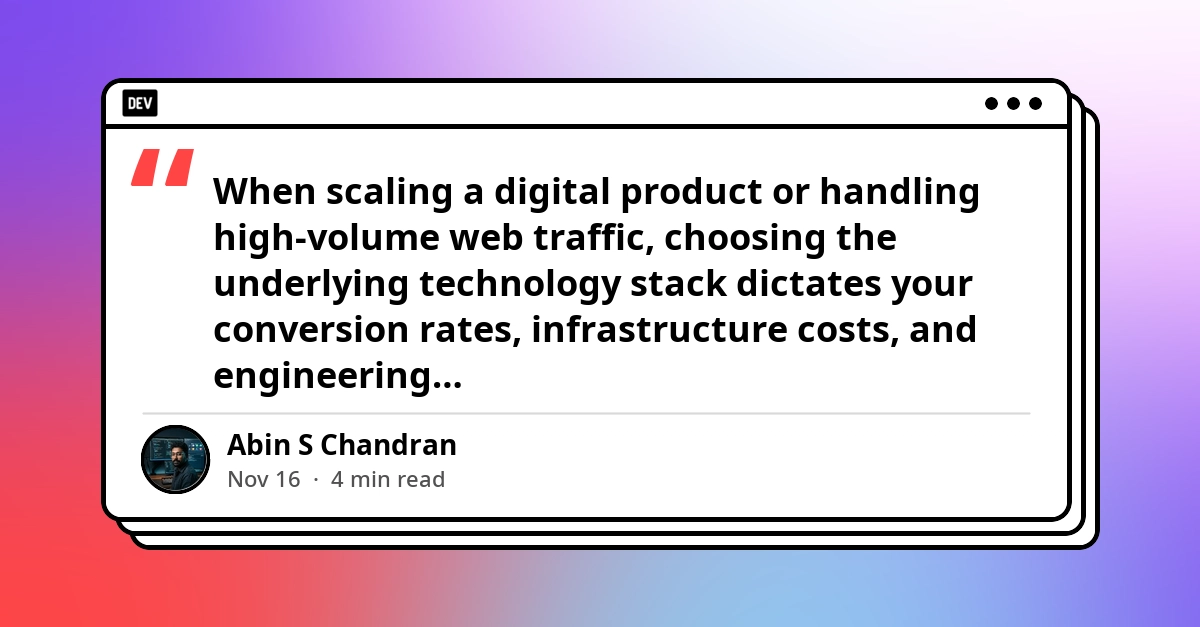 DEV
“
When scaling a digital product or handling
high-volume web traffic, choosing the
underlying technology stack dictates your
conversion rates, infrastructure costs, and
engineering...
Abin S Chandran
Nov 16 · 4 min read